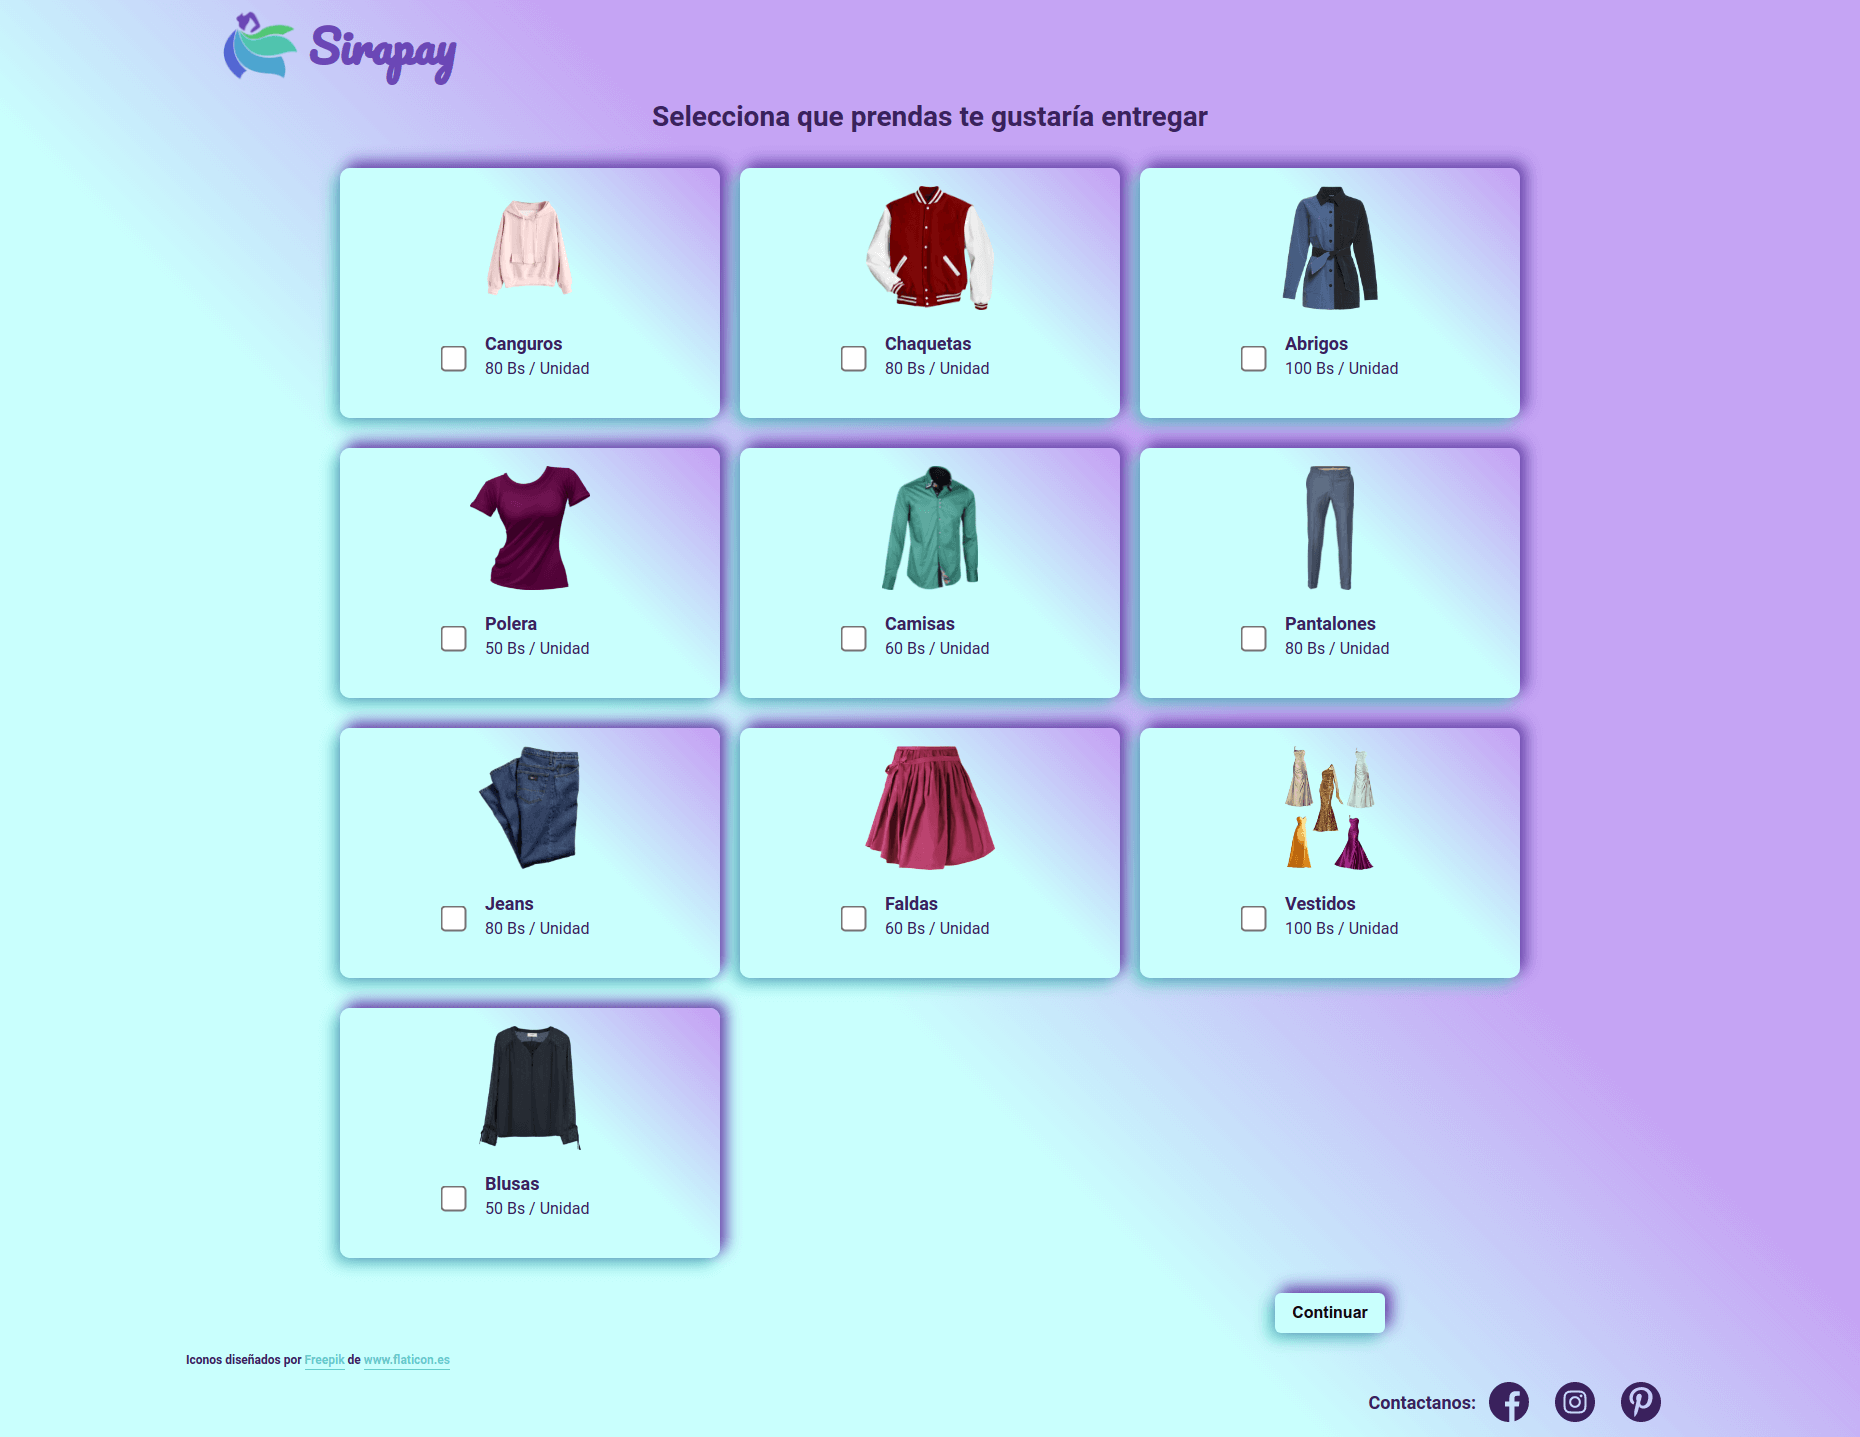 Sirapay
Selecciona que prendas te gustaría entregar
Canguros
80 Bs / Unidad
Chaquetas
80 Bs / Unidad
Abrigos
100 Bs / Unidad
Polera
50 Bs / Unidad
Camisas
60 Bs / Unidad
Pantalones
80 Bs / Unidad
Jeans
80 Bs / Unidad
Faldas
60 Bs / Unidad
Vestidos
100 Bs / Unidad
Blusas
50 Bs / Unidad
Continuar
Iconos diseñados por Freepik de www.flaticon.es
Contactanos: